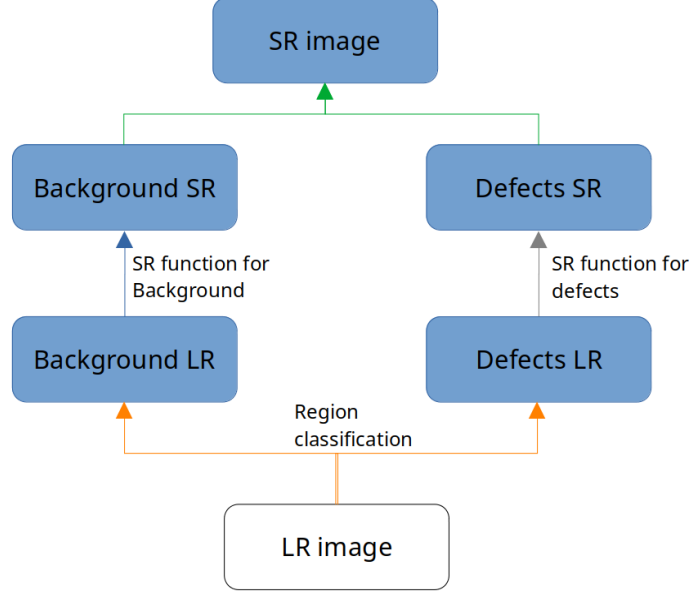 SR image
Background SR
Defects SR
SR function for
Background
SR function for
defects
Background LR
Defects LR
Region
classification
LR image